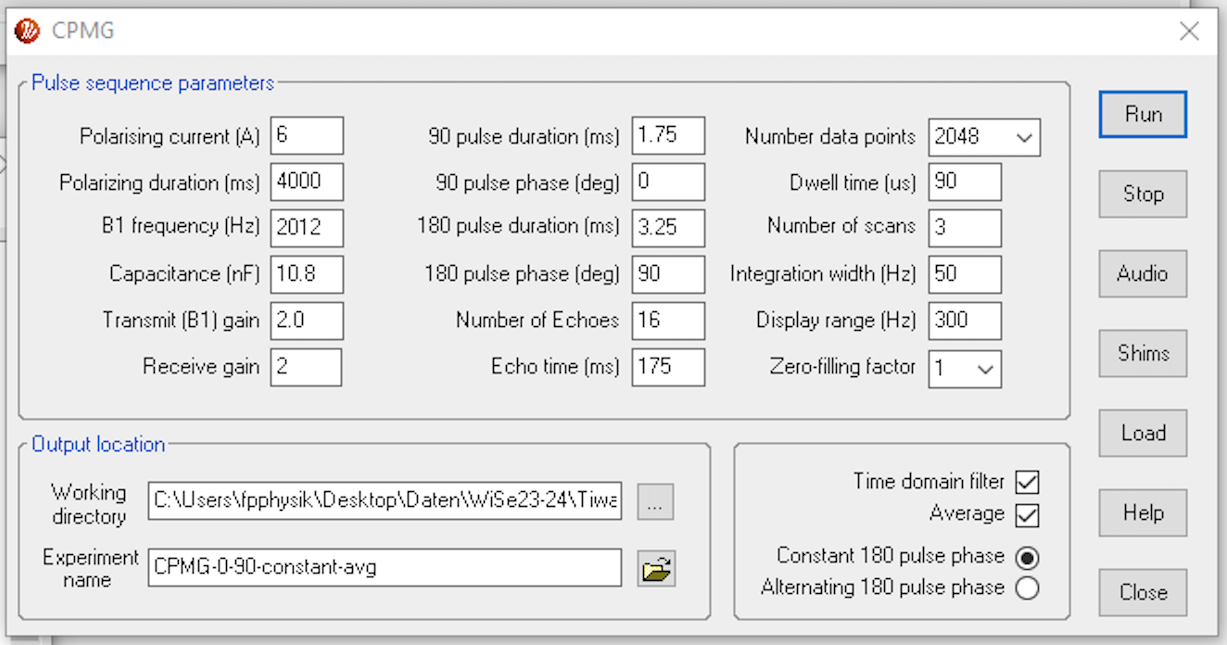 CPMG
Pulse sequence parameters
Polarising current (A) 6
Polarizing duration (ms) 4000
B1 frequency (Hz) 2012
Capacitance (nF) 10.8
Transmit (B1) gain 2.0
Receive gain 2
90 pulse duration (ms) 1.75
90 pulse phase (deg) 0
180 pulse duration (ms) 3.25
180 pulse phase (deg) 90
Number of Echoes 16
Echo time (ms) 175
Number data points 2048
Dwell time (us) 90
Number of scans 3
Integration width (Hz) 50
Display range (Hz) 300
Zero-filling factor 1
Run
Stop
Audio
Shims
Load
Help
Close
Output location
Working
directory
C:\Users\fpphysik\Desktop\Daten\WiSe23-24\Tiwa
...
Experiment
name
CPMG-0-90-constant-avg
Time domain filter
Average
Constant 180 pulse phase
Alternating 180 pulse phase